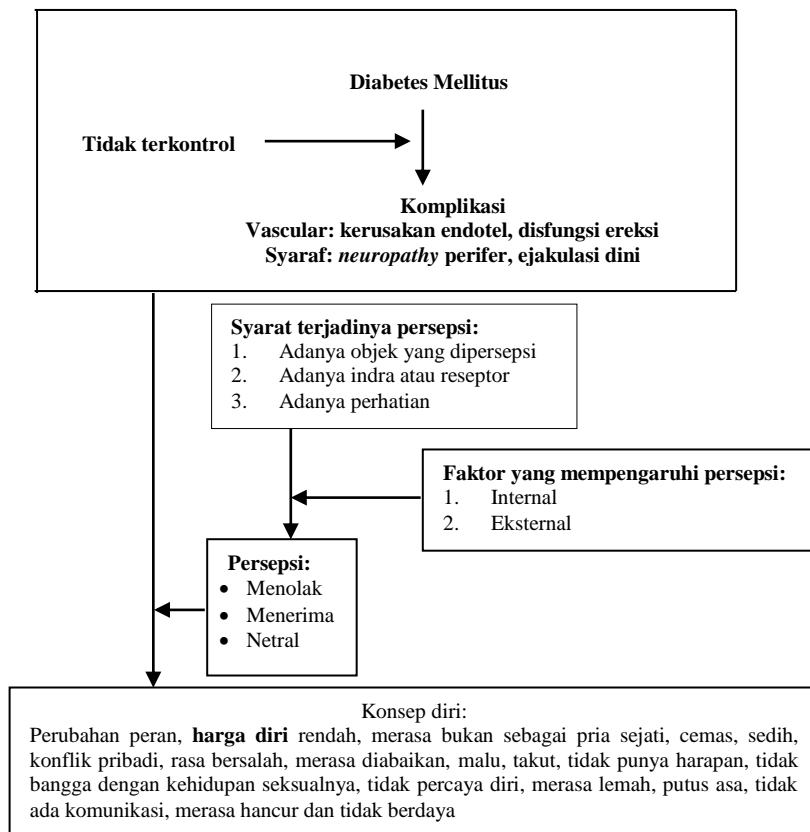 Diabetes Mellitus
Tidak terkontrol
Komplikasi
Vascular: kerusakan endotel, disfungsi ereksi
Syaraf: neuropathy perifer, ejakulasi dini
Syarat terjadinya persepsi:
1. Adanya objek yang dipersepsi
2. Adanya indra atau reseptor
3. Adanya perhatian
Faktor yang mempengaruhi persepsi:
1. Internal
2. Eksternal
Persepsi:
• Menolak
• Menerima
• Netral
Konsep diri:
Perubahan peran, harga diri rendah, merasa bukan sebagai pria sejati, cemas, sedih,
konflik pribadi, rasa bersalah, merasa diabaikan, malu, takut, tidak punya harapan, tidak
bangga dengan kehidupan seksualnya, tidak percaya diri, merasa lemah, putus asa, tidak
ada komunikasi, merasa hancur dan tidak berdaya